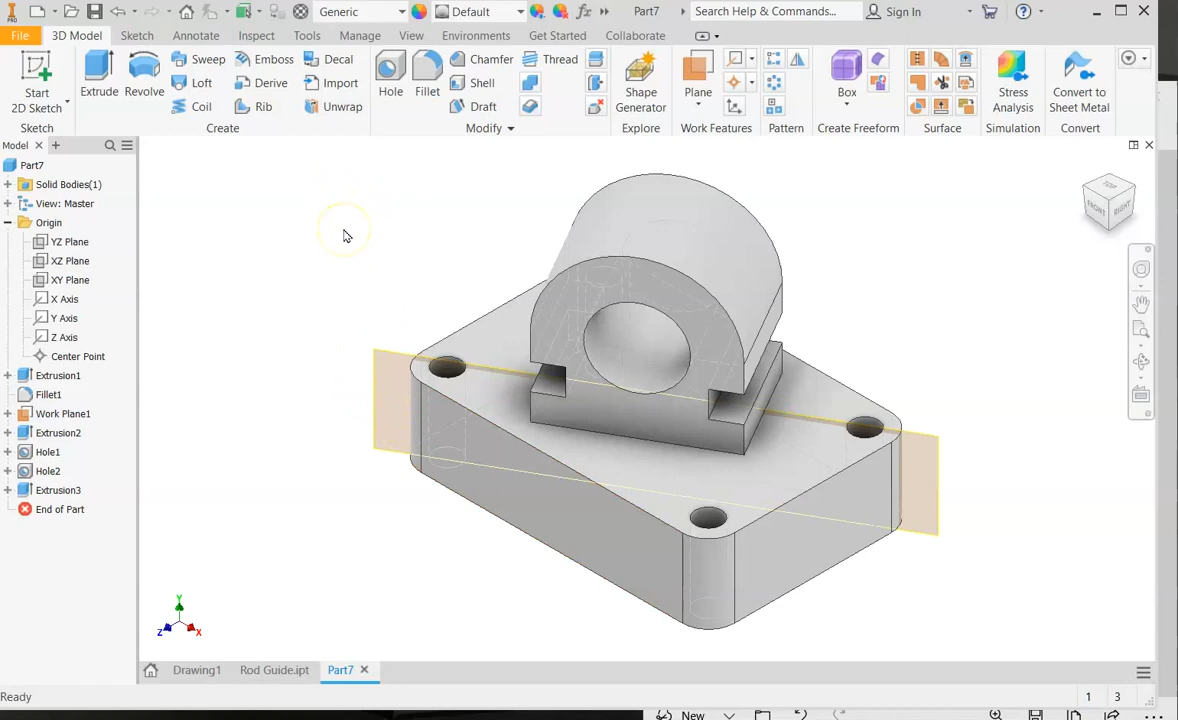 PRO Generic Default fx Part7 Search Help & Commands... Sign In ?
File 3D Model Sketch Annotate Inspect Tools Manage View Environments Get Started Collaborate
Start
2D Sketch
Extrude
Revolve
Sweep
Loft
Coil
Emboss
Derive
Rib
Decal
Import
Unwrap
Hole
Fillet
Chamfer
Shell
Draft
Thread
Shape
Generator
Plane
Box
Stress
Analysis
Convert to
Sheet Metal
Sketch Create Modify Explore Work Features Pattern Create Freeform Surface Simulation Convert
Model
Part7
Solid Bodies(1)
View: Master
Origin
YZ Plane
XZ Plane
XY Plane
X Axis
Y Axis
Z Axis
Center Point
Extrusion1
Fillet1
Work Plane1
Extrusion2
Hole1
Hole2
Extrusion3
End of Part
TOP
FRONT RIGHT
Y
Z X
Drawing1 Rod Guide.ipt Part7
Ready 1 3
New